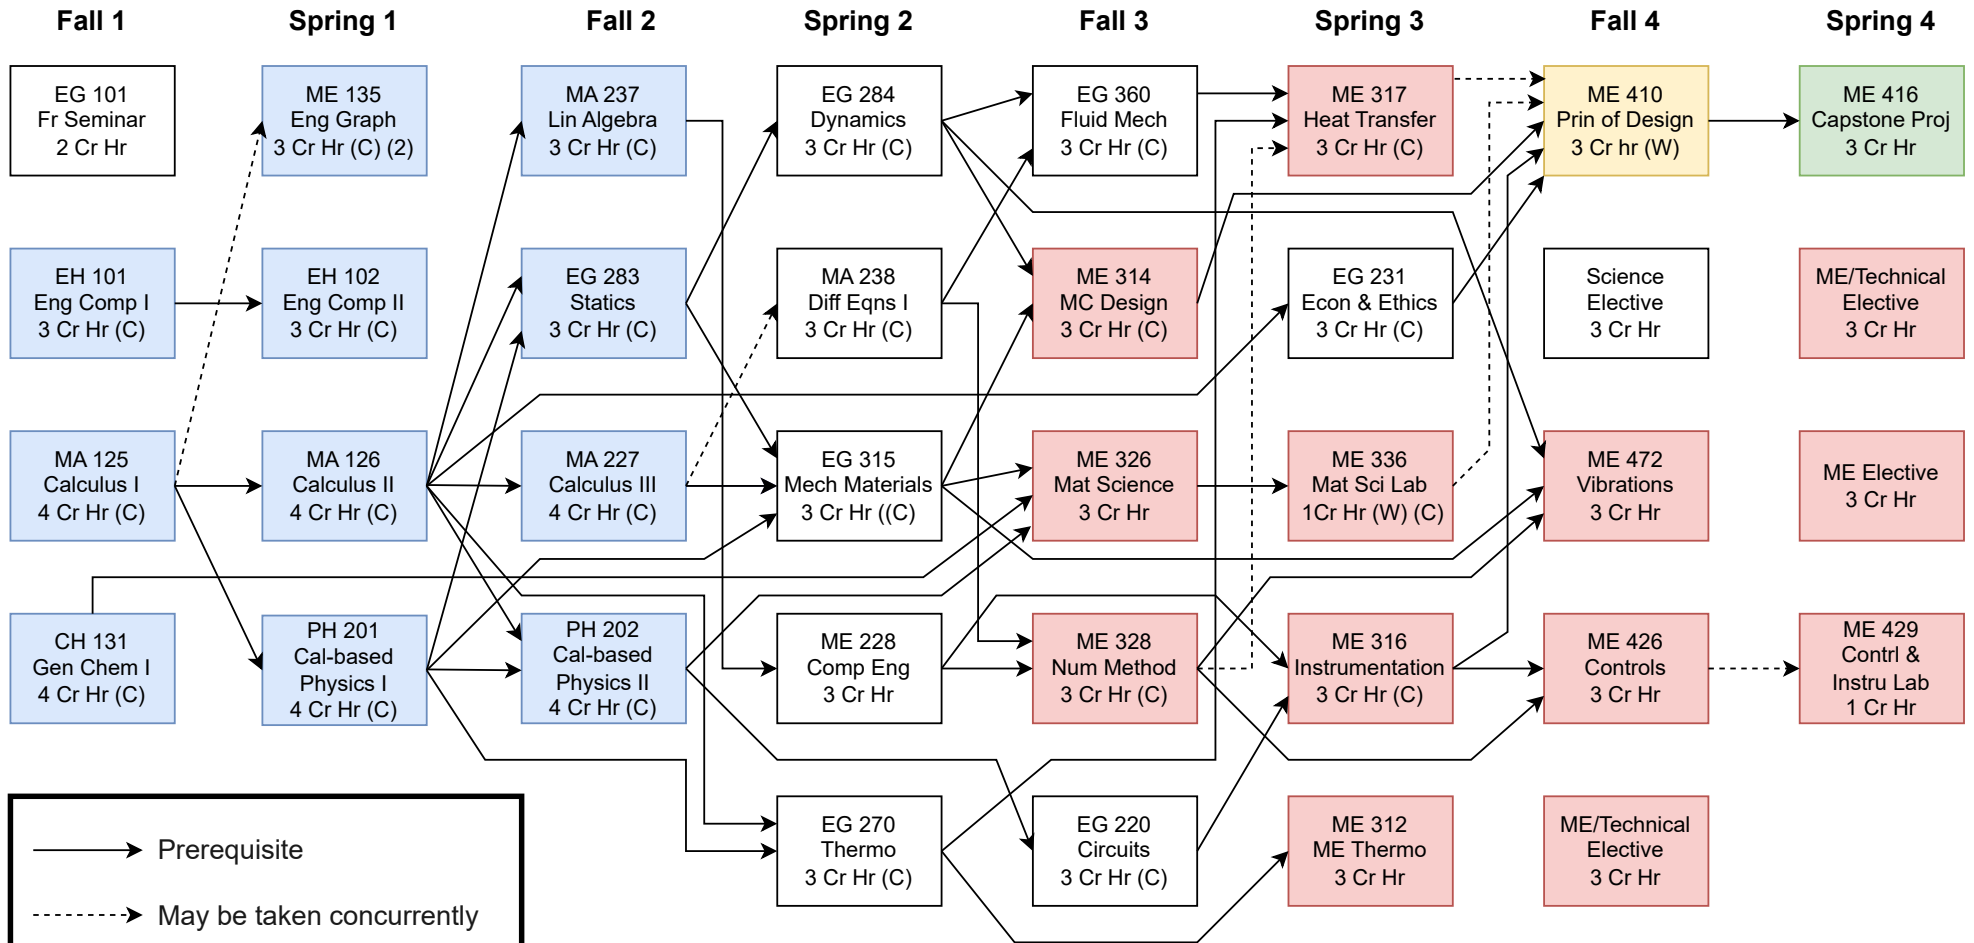 Fall 1
Spring 1
Fall 2
Spring 2
Fall 3
Spring 3
Fall 4
Spring 4
EG 101
Fr Seminar
2 Cr Hr
ME 135
Eng Graph
3 Cr Hr (C) (2)
MA 237
Lin Algebra
3 Cr Hr (C)
EG 284
Dynamics
3 Cr Hr (C)
EG 360
Fluid Mech
3 Cr Hr (C)
ME 317
Heat Transfer
3 Cr Hr (C)
ME 410
Prin of Design
3 Cr hr (W)
ME 416
Capstone Proj
3 Cr Hr
EH 101
Eng Comp I
3 Cr Hr (C)
EH 102
Eng Comp II
3 Cr Hr (C)
EG 283
Statics
3 Cr Hr (C)
MA 238
Diff Eqns I
3 Cr Hr (C)
ME 314
MC Design
3 Cr Hr (C)
EG 231
Econ & Ethics
3 Cr Hr (C)
Science
Elective
3 Cr Hr
ME/Technical
Elective
3 Cr Hr
MA 125
Calculus I
4 Cr Hr (C)
MA 126
Calculus II
4 Cr Hr (C)
MA 227
Calculus III
4 Cr Hr (C)
EG 315
Mech Materials
3 Cr Hr ((C)
ME 326
Mat Science
3 Cr Hr
ME 336
Mat Sci Lab
1Cr Hr (W) (C)
ME 472
Vibrations
3 Cr Hr
ME Elective
3 Cr Hr
CH 131
Gen Chem I
4 Cr Hr (C)
PH 201
Cal-based
Physics I
4 Cr Hr (C)
PH 202
Cal-based
Physics II
4 Cr Hr (C)
ME 228
Comp Eng
3 Cr Hr
ME 328
Num Method
3 Cr Hr (C)
ME 316
Instrumentation
3 Cr Hr (C)
ME 426
Controls
3 Cr Hr
ME 429
Contrl &
Instru Lab
1 Cr Hr
EG 270
Thermo
3 Cr Hr (C)
EG 220
Circuits
3 Cr Hr (C)
ME 312
ME Thermo
3 Cr Hr
ME/Technical
Elective
3 Cr Hr
Prerequisite
May be taken concurrently